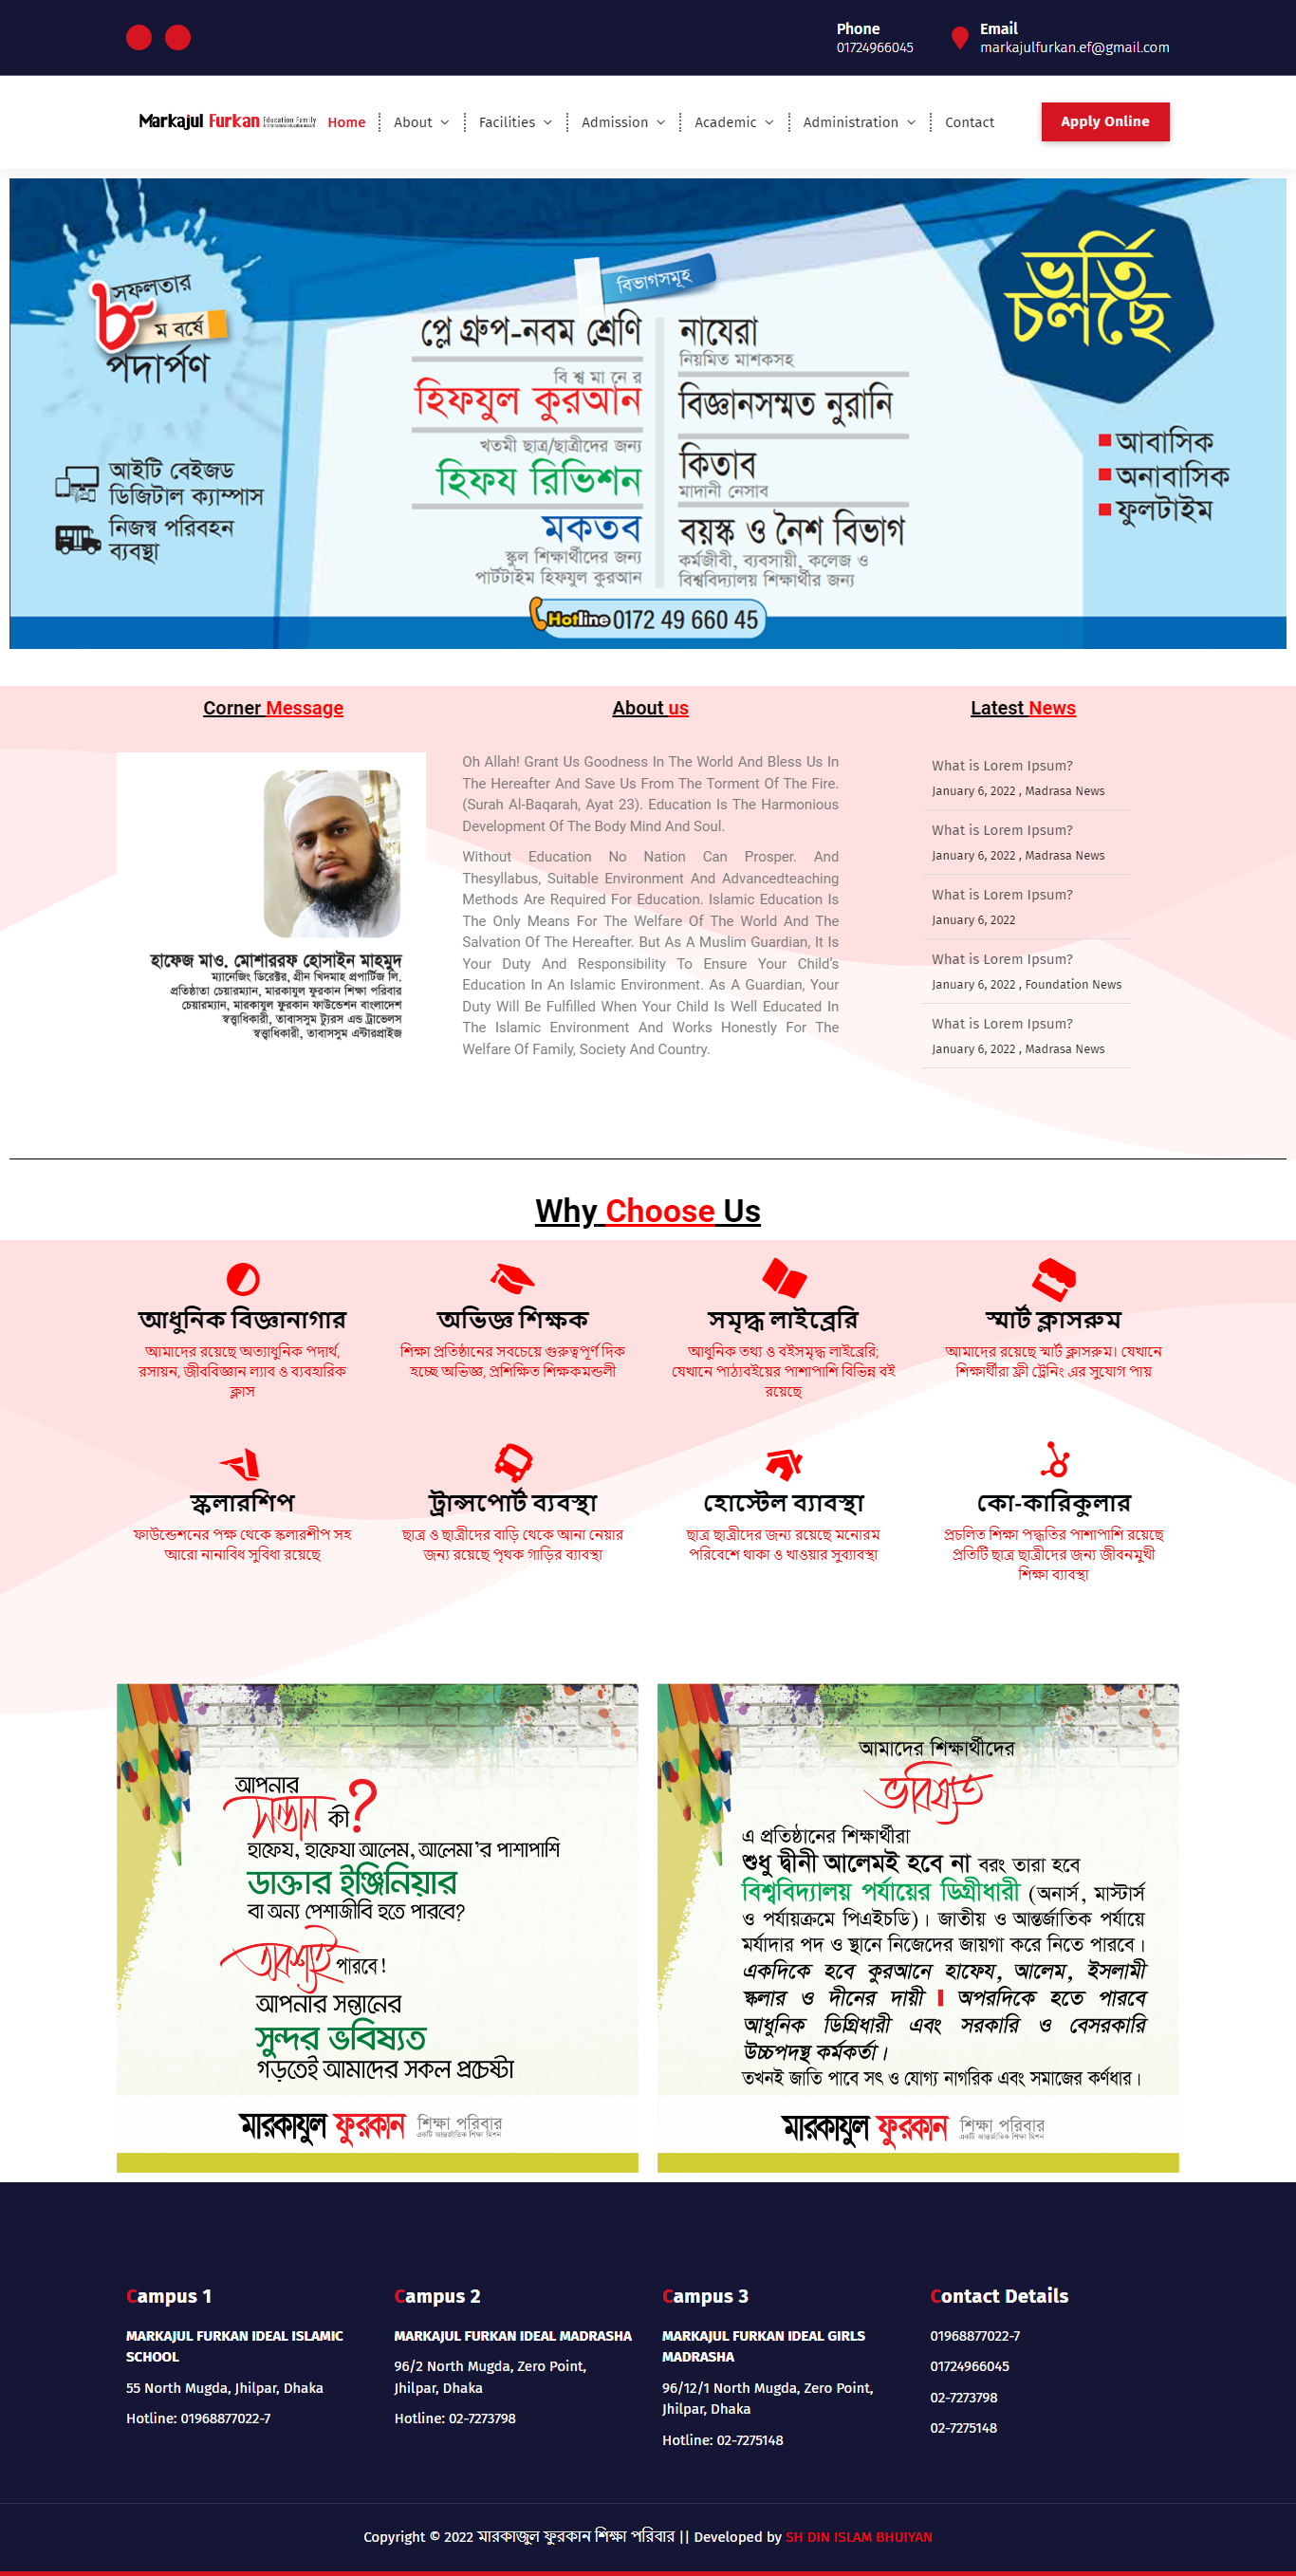 Phone
01724966045
Email
markajulfurkan.ef@gmail.com
Markajul Furkan Education Family
Home
About
Facilities
Admission
Academic
Administration
Contact
Apply Online
সফলতার
৮ ম বর্ষে
পদার্পণ
আইটি বেইজড
ডিজিটাল ক্যাম্পাস
নিজস্ব পরিবহন
ব্যবস্থা
বিভাগসমূহ
প্লে গ্রুপ-নবম শ্রেণি
বিশ্বমানের
হিফযুল কুরআন
খতমী ছাত্র/ছাত্রীদের জন্য
হিফয রিভিশন
মকতব
স্কুল শিক্ষার্থীদের জন্য
পার্টটাইম হিফযুল কুরআন
নাযেরা
নিয়মিত মাশকসহ
বিজ্ঞানসম্মত নুরানি
কিতাব
মাদানী নেসাব
বয়স্ক ও নৈশ বিভাগ
কর্মজীবী, ব্যবসায়ী, কলেজ ও
বিশ্ববিদ্যালয় শিক্ষার্থীর জন্য
ভর্তি
চলছে
আবাসিক
অনাবাসিক
ফুলটাইম
Hotline 0172 49 660 45
Corner Message
হাফেজ মাও. মোশাররফ হোসাইন মাহমুদ
ম্যানেজিং ডিরেক্টর, গ্রীন খিদমাহ প্রপার্টিজ লি.
প্রতিষ্ঠাতা চেয়ারম্যান, মারকাযুল ফুরকান শিক্ষা পরিবার
চেয়ারম্যান, মারকাযুল ফুরকান ফাউন্ডেশন বাংলাদেশ
স্বত্ত্বাধিকারী, তাবাসসুম ট্যুরস এন্ড ট্রাভেলস
স্বত্ত্বাধিকারী, তাবাসসুম এন্টারপ্রাইজ
About us
Oh Allah! Grant Us Goodness In The World And Bless Us In
The Hereafter And Save Us From The Torment Of The Fire.
(Surah Al-Baqarah, Ayat 23). Education Is The Harmonious
Development Of The Body Mind And Soul.
Without Education No Nation Can Prosper. And
Thesyllabus, Suitable Environment And Advancedteaching
Methods Are Required For Education. Islamic Education Is
The Only Means For The Welfare Of The World And The
Salvation Of The Hereafter. But As A Muslim Guardian, It Is
Your Duty And Responsibility To Ensure Your Child’s
Education In An Islamic Environment. As A Guardian, Your
Duty Will Be Fulfilled When Your Child Is Well Educated In
The Islamic Environment And Works Honestly For The
Welfare Of Family, Society And Country.
Latest News
What is Lorem Ipsum?
January 6, 2022 , Madrasa News
What is Lorem Ipsum?
January 6, 2022 , Madrasa News
What is Lorem Ipsum?
January 6, 2022
What is Lorem Ipsum?
January 6, 2022 , Foundation News
What is Lorem Ipsum?
January 6, 2022 , Madrasa News
Why Choose Us
আধুনিক বিজ্ঞানাগার
আমাদের রয়েছে অত্যাধুনিক পদার্থ,
রসায়ন, জীববিজ্ঞান ল্যাব ও ব্যবহারিক
ক্লাস
অভিজ্ঞ শিক্ষক
শিক্ষা প্রতিষ্ঠানের সবচেয়ে গুরুত্বপূর্ণ দিক
হচ্ছে অভিজ্ঞ, প্রশিক্ষিত শিক্ষকমন্ডলী
সমৃদ্ধ লাইব্রেরি
আধুনিক তথ্য ও বইসমৃদ্ধ লাইব্রেরি;
যেখানে পাঠ্যবইয়ের পাশাপাশি বিভিন্ন বই
রয়েছে
স্মার্ট ক্লাসরুম
আমাদের রয়েছে স্মার্ট ক্লাসরুম। যেখানে
শিক্ষার্থীরা ফ্রী ট্রেনিং এর সুযোগ পায়
স্কলারশিপ
ফাউন্ডেশনের পক্ষ থেকে স্কলারশীপ সহ
আরো নানাবিধ সুবিধা রয়েছে
ট্রান্সপোর্ট ব্যবস্থা
ছাত্র ও ছাত্রীদের বাড়ি থেকে আনা নেয়ার
জন্য রয়েছে পৃথক গাড়ির ব্যাবস্থা
হোস্টেল ব্যাবস্থা
ছাত্র ছাত্রীদের জন্য রয়েছে মনোরম
পরিবেশে থাকা ও খাওয়ার সুব্যাবস্থা
কো-কারিকুলার
প্রচলিত শিক্ষা পদ্ধতির পাশাপাশি রয়েছে
প্রতিটি ছাত্র ছাত্রীদের জন্য জীবনমুখী
শিক্ষা ব্যাবস্থা
আপনার
সন্তান কী?
হাফেয, হাফেযা আলেম, আলেমা’র পাশাপাশি
ডাক্তার ইঞ্জিনিয়ার
বা অন্য পেশাজীবি হতে পারবে?
অবশ্যই পারবে!
আপনার সন্তানের
সুন্দর ভবিষ্যত
গড়তেই আমাদের সকল প্রচেষ্টা
মারকাযুল ফুরকান শিক্ষা পরিবার
একটি আন্তর্জাতিক শিক্ষা মিশন
আমাদের শিক্ষার্থীদের
ভবিষ্যত
এ প্রতিষ্ঠানের শিক্ষার্থীরা
শুধু দ্বীনী আলেমই হবে না বরং তারা হবে
বিশ্ববিদ্যালয় পর্যায়ের ডিগ্রীধারী (অনার্স, মাস্টার্স
ও পর্যায়ক্রমে পিএইচডি)। জাতীয় ও আন্তর্জাতিক পর্যায়ে
মর্যাদার পদ ও স্থানে নিজেদের জায়গা করে নিতে পারবে।
একদিকে হবে কুরআনে হাফেয, আলেম, ইসলামী
স্কলার ও দীনের দায়ী । অপরদিকে হতে পারবে
আধুনিক ডিগ্রিধারী এবং সরকারি ও বেসরকারি
উচ্চপদস্থ কর্মকর্তা।
তখনই জাতি পাবে সৎ ও যোগ্য নাগরিক এবং সমাজের কর্ণধার।
মারকাযুল ফুরকান শিক্ষা পরিবার
একটি আন্তর্জাতিক শিক্ষা মিশন
Campus 1
MARKAJUL FURKAN IDEAL ISLAMIC
SCHOOL
55 North Mugda, Jhilpar, Dhaka
Hotline: 01968877022-7
Campus 2
MARKAJUL FURKAN IDEAL MADRASHA
96/2 North Mugda, Zero Point,
Jhilpar, Dhaka
Hotline: 02-7273798
Campus 3
MARKAJUL FURKAN IDEAL GIRLS
MADRASHA
96/12/1 North Mugda, Zero Point,
Jhilpar, Dhaka
Hotline: 02-7275148
Contact Details
01968877022-7
01724966045
02-7273798
02-7275148
Copyright © 2022 মারকাজুল ফুরকান শিক্ষা পরিবার || Developed by SH DIN ISLAM BHUIYAN